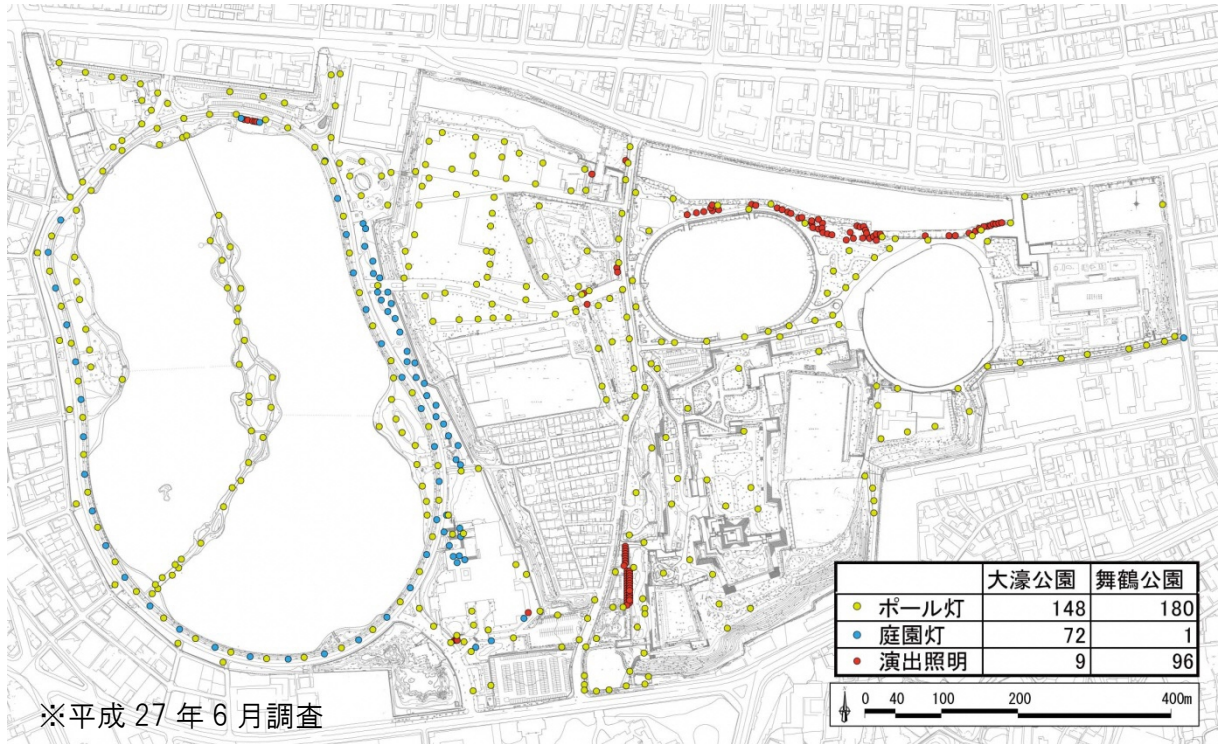 大濠公園 舞鶴公園
ポール灯 148 180
庭園灯 72 1
演出照明 9 96
0 40 100 200 400m
※平成 27 年 6 月調査